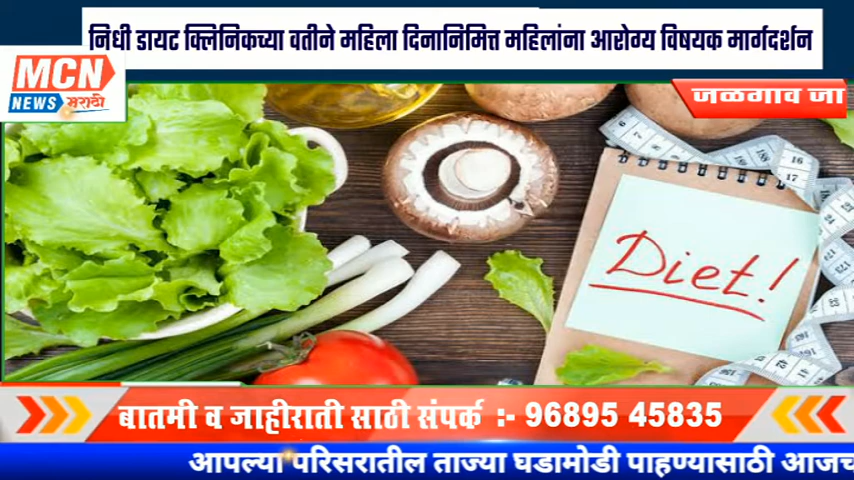 निधी डायट क्लिनिकच्या वतीने महिला दिनानिमित्त महिलांना आरोग्य विषयक मार्गदर्शन
MCN
NEWS मराठी
जळगाव जा
Diet!
बातमी व जाहीराती साठी संपर्क :- 96895 45835
आपल्या परिसरातील ताज्या घडामोडी पाहण्यासाठी आजच